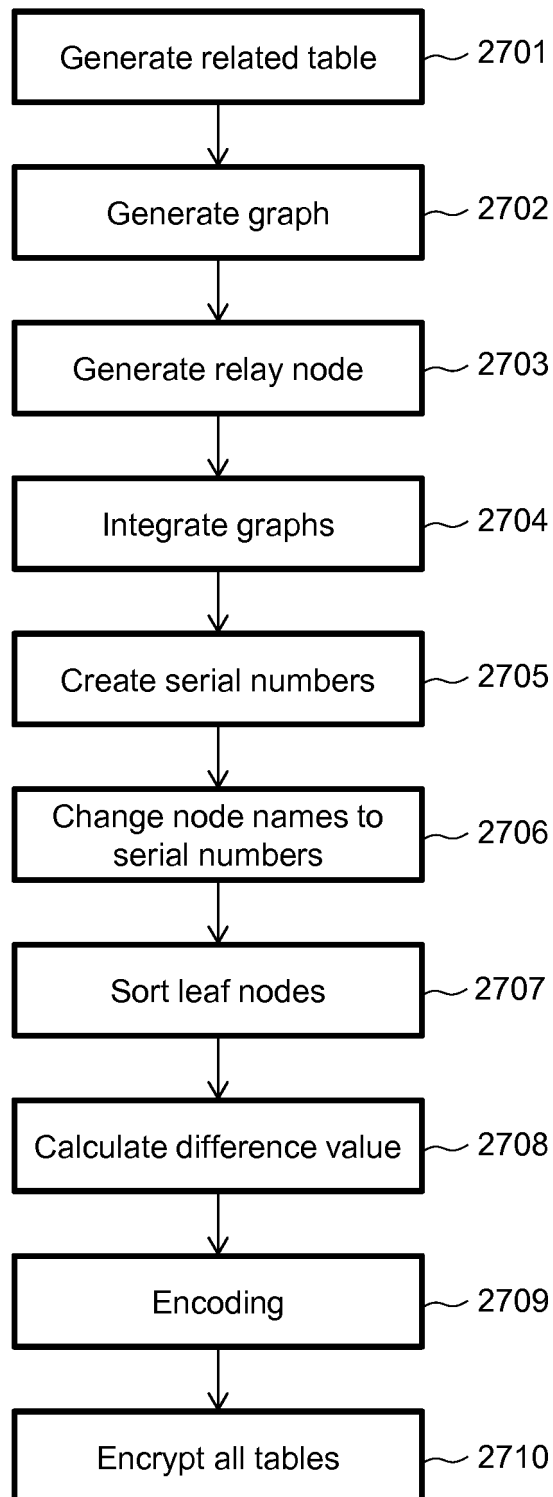 Generate related table 2701
Generate graph 2702
Generate relay node 2703
Integrate graphs 2704
Create serial numbers 2705
Change node names to
serial numbers 2706
Sort leaf nodes 2707
Calculate difference value 2708
Encoding 2709
Encrypt all tables 2710